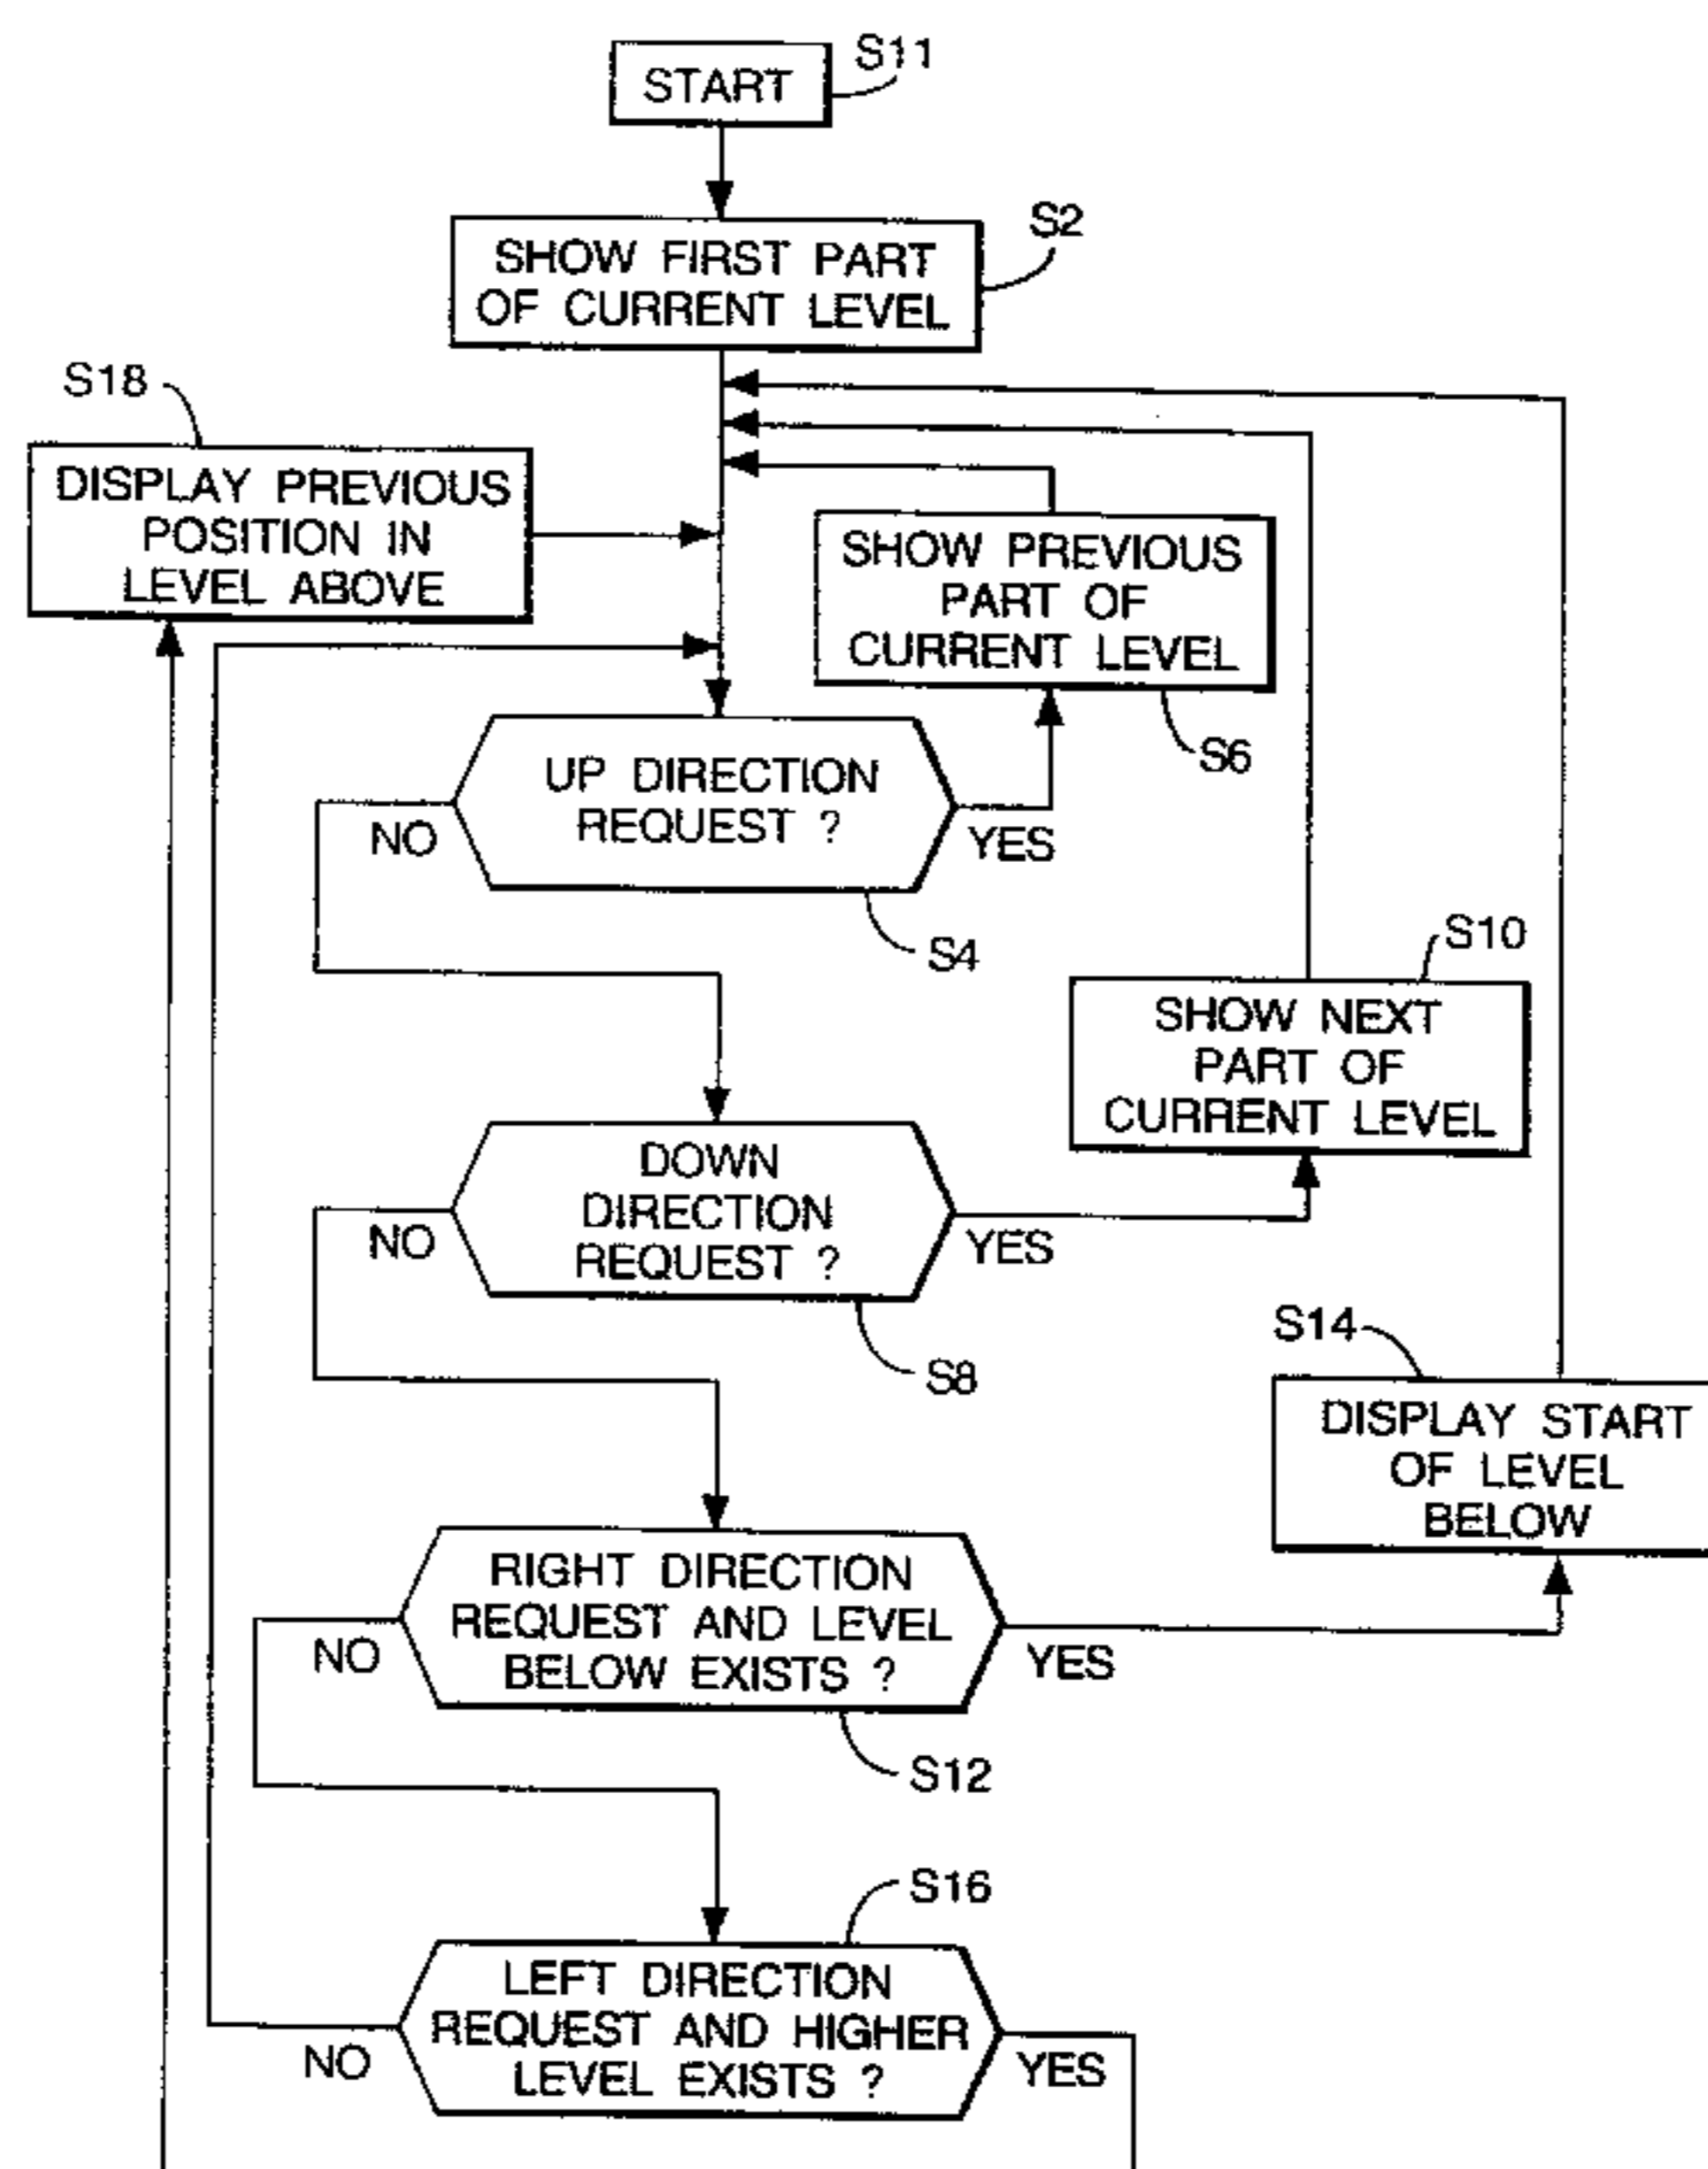 START
S11
SHOW FIRST PART
OF CURRENT LEVEL
S2
S18
DISPLAY PREVIOUS
POSITION IN
LEVEL ABOVE
SHOW PREVIOUS
PART OF
CURRENT LEVEL
S6
UP DIRECTION
REQUEST ?
NO
YES
S4
S10
SHOW NEXT
PART OF
CURRENT LEVEL
DOWN
DIRECTION
REQUEST ?
NO
YES
S8
S14
DISPLAY START
OF LEVEL
BELOW
RIGHT DIRECTION
REQUEST AND LEVEL
BELOW EXISTS ?
NO
YES
S12
S16
LEFT DIRECTION
REQUEST AND HIGHER
LEVEL EXISTS ?
NO
YES